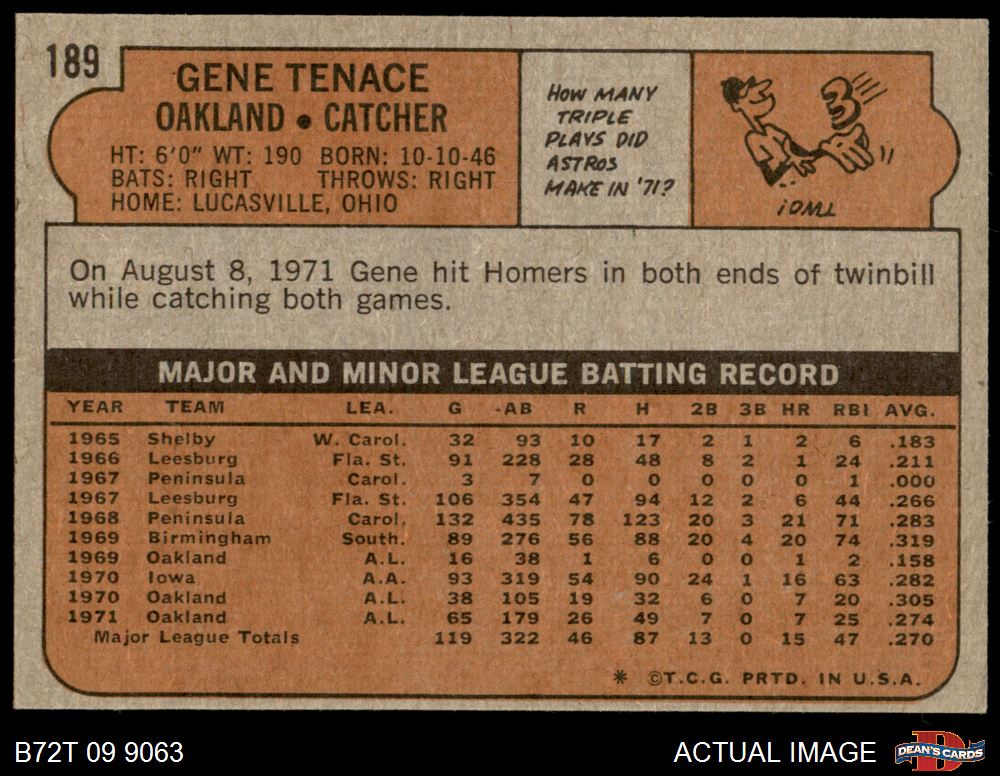 189
GENE TENACE
OAKLAND • CATCHER
HT: 6'0" WT: 190 BORN: 10-10-46
BATS: RIGHT THROWS: RIGHT
HOME: LUCASVILLE, OHIO
HOW MANY
TRIPLE
PLAYS DID
ASTROS
MAKE IN '71?
3
TWO!
On August 8, 1971 Gene hit Homers in both ends of twinbill
while catching both games.
MAJOR AND MINOR LEAGUE BATTING RECORD
YEAR TEAM LEA. G AB R H 2B 3B HR RBI AVG.
1965 Shelby W. Carol. 32 93 10 17 2 1 2 6 .183
1966 Leesburg Fla. St. 91 228 28 48 8 2 1 24 .211
1967 Peninsula Carol. 3 7 0 0 0 0 0 1 .000
1967 Leesburg Fla. St. 106 354 47 94 12 2 6 44 .266
1968 Peninsula Carol. 132 435 78 123 20 3 21 71 .283
1969 Birmingham South. 89 276 56 88 20 4 20 74 .319
1969 Oakland A.L. 16 38 1 6 0 0 1 2 .158
1970 Iowa A.A. 93 319 54 90 24 1 16 63 .282
1970 Oakland A.L. 38 105 19 32 6 0 7 20 .305
1971 Oakland A.L. 65 179 26 49 7 0 7 25 .274
Major League Totals 119 322 46 87 13 0 15 47 .270
* ©T.C.G. PRTD. IN U.S.A.
B72T 09 9063
ACTUAL IMAGE
DEAN'S CARDS